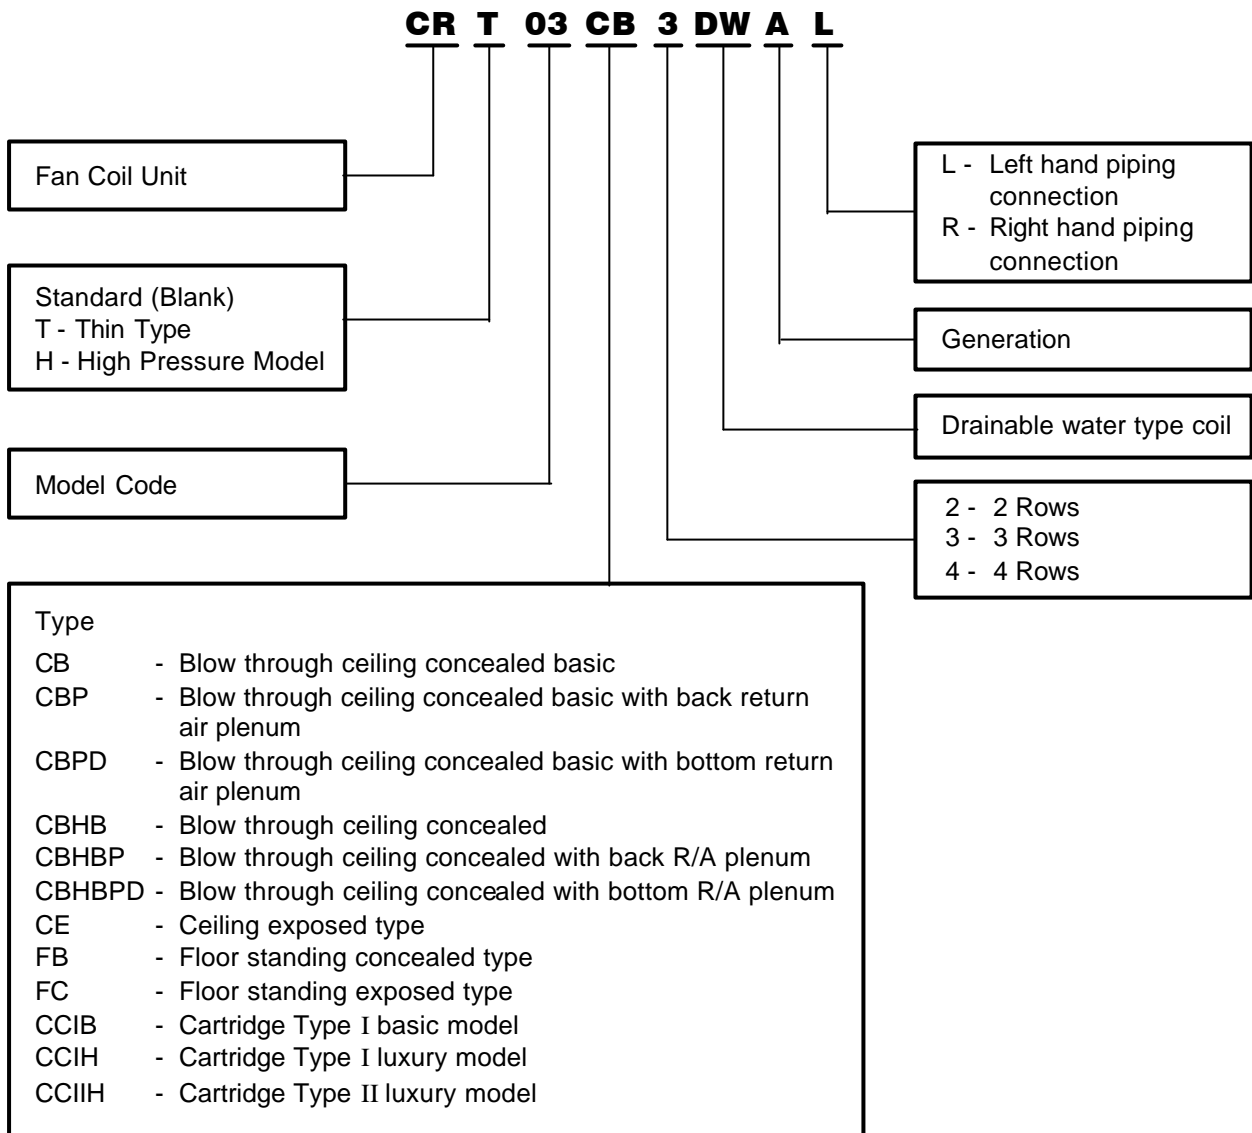 CR T 03 CB 3 DW A L
Fan Coil Unit
Standard (Blank)
T - Thin Type
H - High Pressure Model
Model Code
L - Left hand piping
connection
R - Right hand piping
connection
Generation
Drainable water type coil
2 - 2 Rows
3 - 3 Rows
4 - 4 Rows
Type
CB - Blow through ceiling concealed basic
CBP - Blow through ceiling concealed basic with back return
air plenum
CBPD - Blow through ceiling concealed basic with bottom return
air plenum
CBHB - Blow through ceiling concealed
CBHBP - Blow through ceiling concealed with back R/A plenum
CBHBPD - Blow through ceiling concealed with bottom R/A plenum
CE - Ceiling exposed type
FB - Floor standing concealed type
FC - Floor standing exposed type
CCIB - Cartridge Type I basic model
CCIH - Cartridge Type I luxury model
CCIIH - Cartridge Type II luxury model